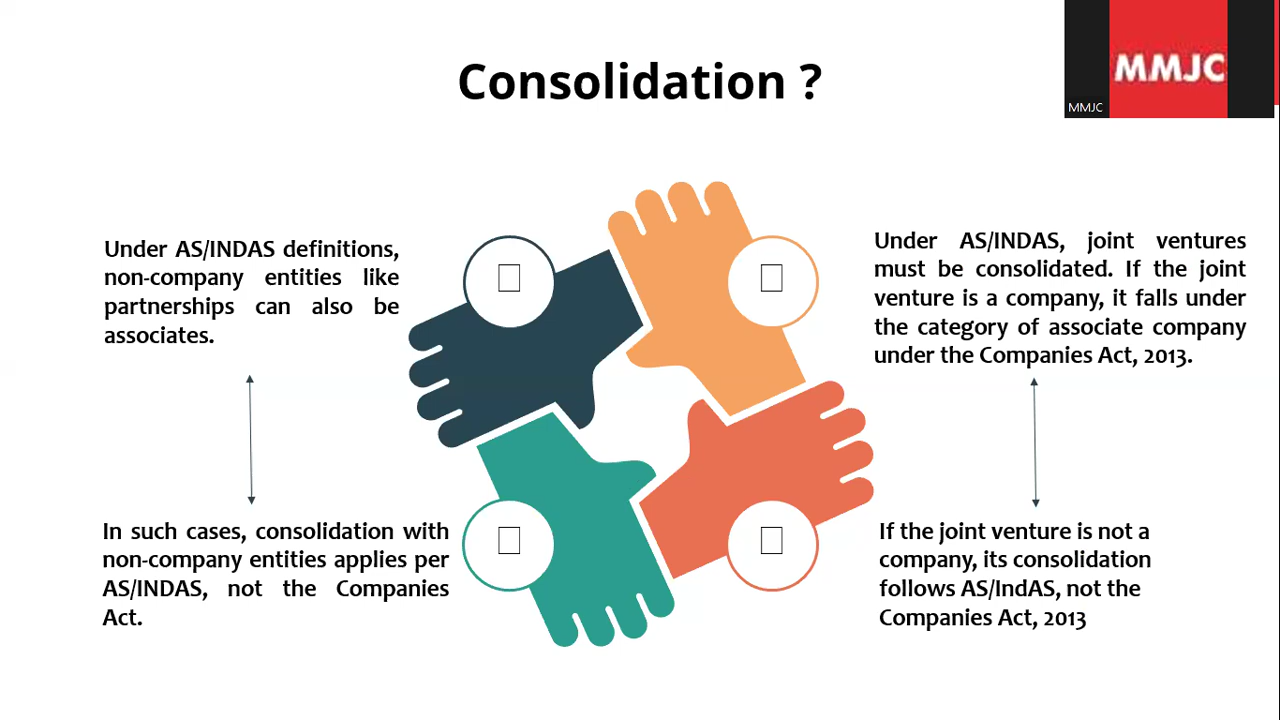 Consolidation ?
MMJC
MMJC
Under AS/INDAS definitions,
non-company entities like
partnerships can also be
associates.
In such cases, consolidation with
non-company entities applies per
AS/INDAS, not the Companies
Act.
Under AS/INDAS, joint ventures
must be consolidated. If the joint
venture is a company, it falls under
the category of associate company
under the Companies Act, 2013.
If the joint venture is not a
company, its consolidation
follows AS/IndAS, not the
Companies Act, 2013